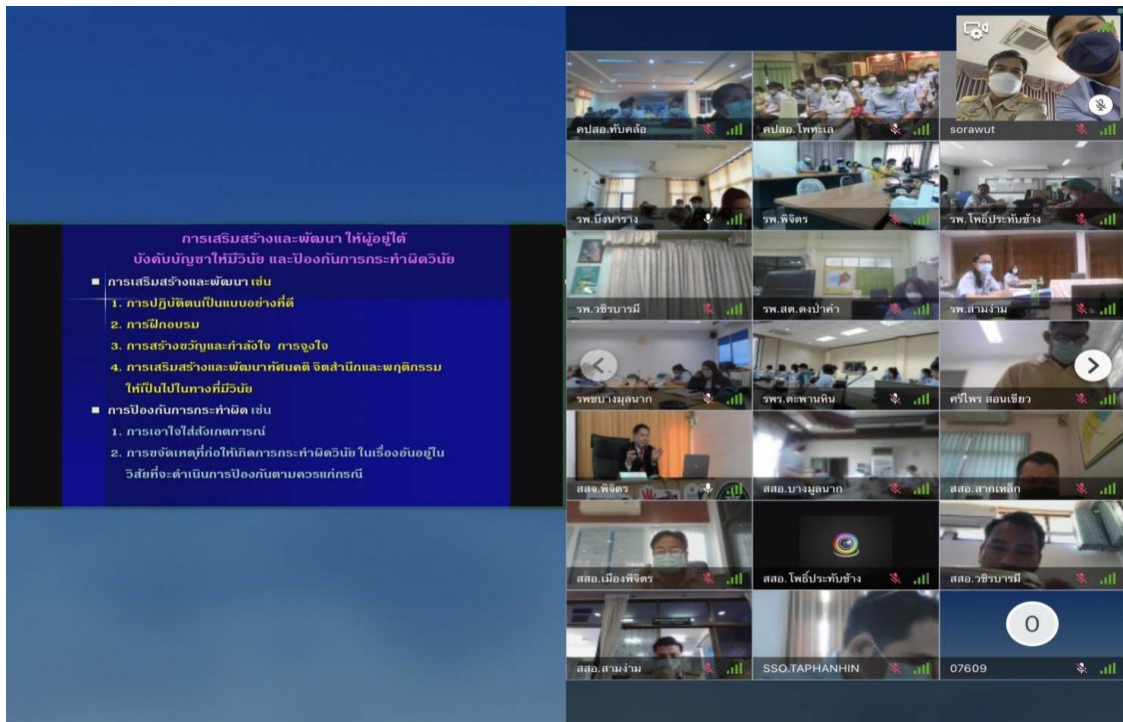 การเสริมสร้างและพัฒนา ให้ผู้อยู่ใต้
บังคับบัญชาให้มีวินัย และป้องกันการกระทำผิดวินัย
การเสริมสร้างและพัฒนา เช่น
1. การปฏิบัติตนเป็นแบบอย่างที่ดี
2. การฝึกอบรม
3. การสร้างขวัญและกำลังใจ การจูงใจ
4. การเสริมสร้างและพัฒนาทัศนคติ จิตสำนึกและพฤติกรรม
ให้เป็นไปในทางที่มีวินัย
การป้องกันการกระทำผิด เช่น
1. การเอาใจใส่สังเกตการณ์
2. การขจัดเหตุที่ก่อให้เกิดการกระทำผิดวินัย ในเรื่องอันอยู่ใน
วิสัยที่จะดำเนินการป้องกันตามควรแก่กรณี
คปสอ.ทับคล้อ
คปสอ.โพทะเล
sorawut
รพ.บึงนาราง
รพ.พิจิตร
รพ.โพธิ์ประทับช้าง
รพ.วชิรบารมี
รพ.สต.ดงป่าคำ
รพ.สามง่าม
รพชบางมูลนาก
รพร.ตะพานหิน
ศรีไพร สอนเขียว
สสจ.พิจิตร
สสอ.บางมูลนาก
สสอ.สากเหล็ก
สสอ.เมืองพิจิตร
สสอ.โพธิ์ประทับช้าง
สสอ.วชิรบารมี
สสอ.สามง่าม
SSO.TAPHANHIN
O
07609